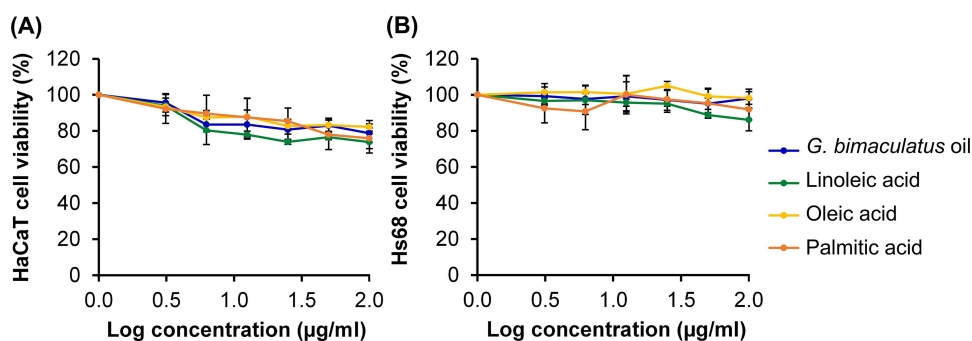 (A)
HaCaT cell viability (%)
120
100
80
60
40
20
0
0.0 0.5 1.0 1.5 2.0
Log concentration (µg/ml)
(B)
Hs68 cell viability (%)
120
100
80
60
40
20
0
0.0 0.5 1.0 1.5 2.0
Log concentration (µg/ml)
G. bimaculatus oil
Linoleic acid
Oleic acid
Palmitic acid